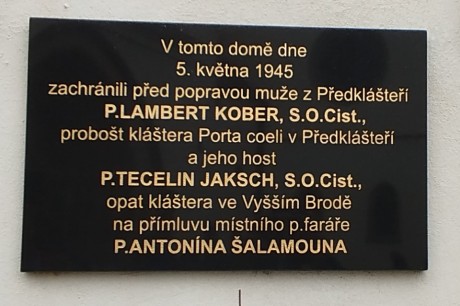 V tomto domě dne
5. května 1945
zachránili před popravou muže z Předklášteří
P.LAMBERT KOBER, S.O.Cist.,
probošt kláštera Porta coeli v Předklášteří
a jeho host
P.TECELIN JAKSCH, S.O.Cist.,
opat kláštera ve Vyšším Brodě
na přímluvu místního p.faráře
P.ANTONÍNA ŠALAMOUNA